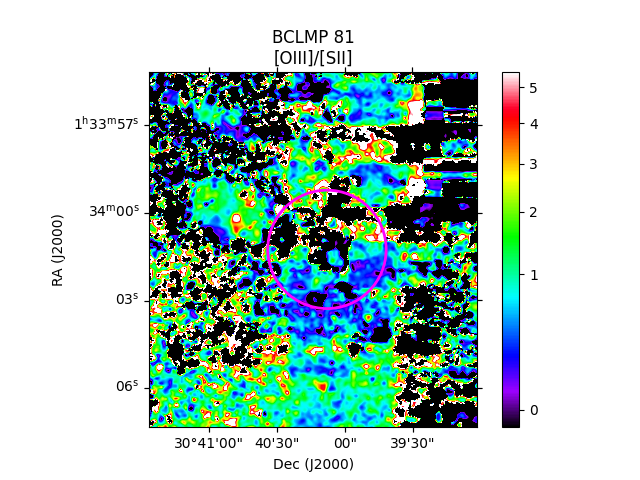 BCLMP 81
[OIII]/[SII]
1ʰ33ᵐ57ˢ
34ᵐ00ˢ
03ˢ
06ˢ
RA (J2000)
30°41'00" 40'30" 00" 39'30"
Dec (J2000)
5
4
3
2
1
0